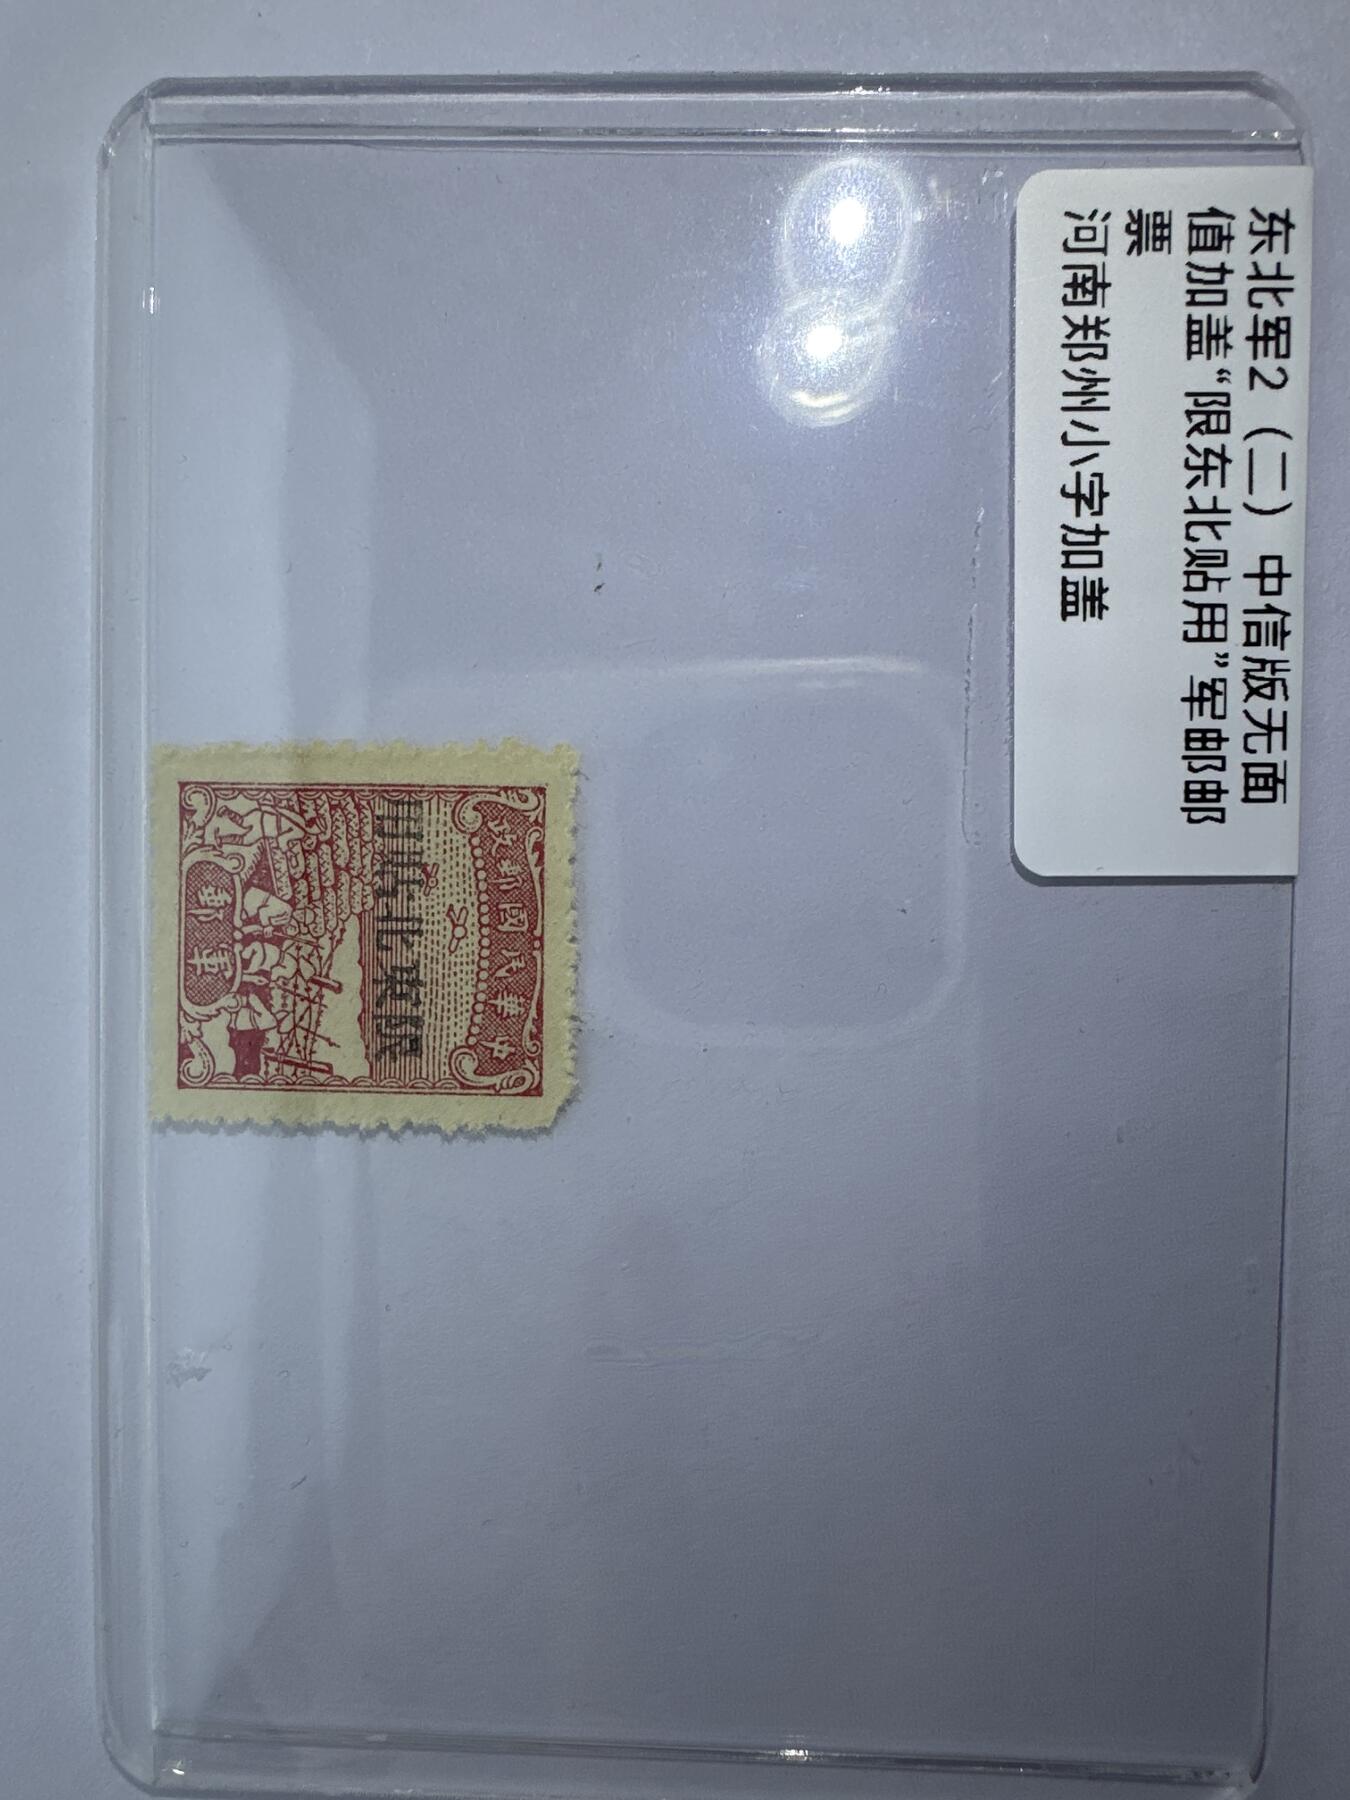 东北军2（二）中信版无面
值加盖“限东北贴用”军邮邮
票
河南郑州小字加盖
中華民國郵政
限東北貼用
軍郵